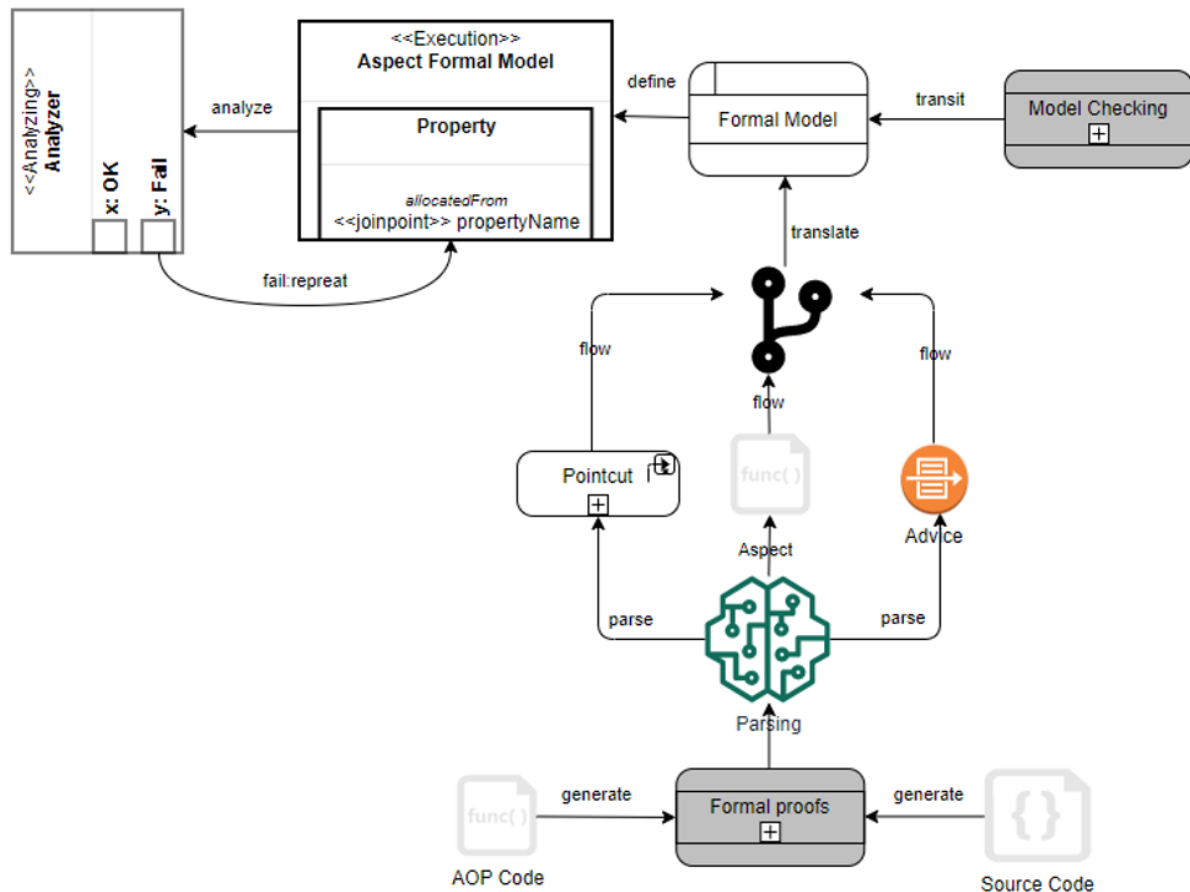 <<Analyzing>>
Analyzer
x: OK
y: Fail
analyze
<<Execution>>
Aspect Formal Model
Property
allocatedFrom
<<joinpoint>> propertyName
fail:repreat
define
Formal Model
transit
Model Checking
translate
flow
flow
flow
Pointcut
func( )
Aspect
Advice
parse
parse
Parsing
generate
Formal proofs
generate
func( )
AOP Code
{ }
Source Code